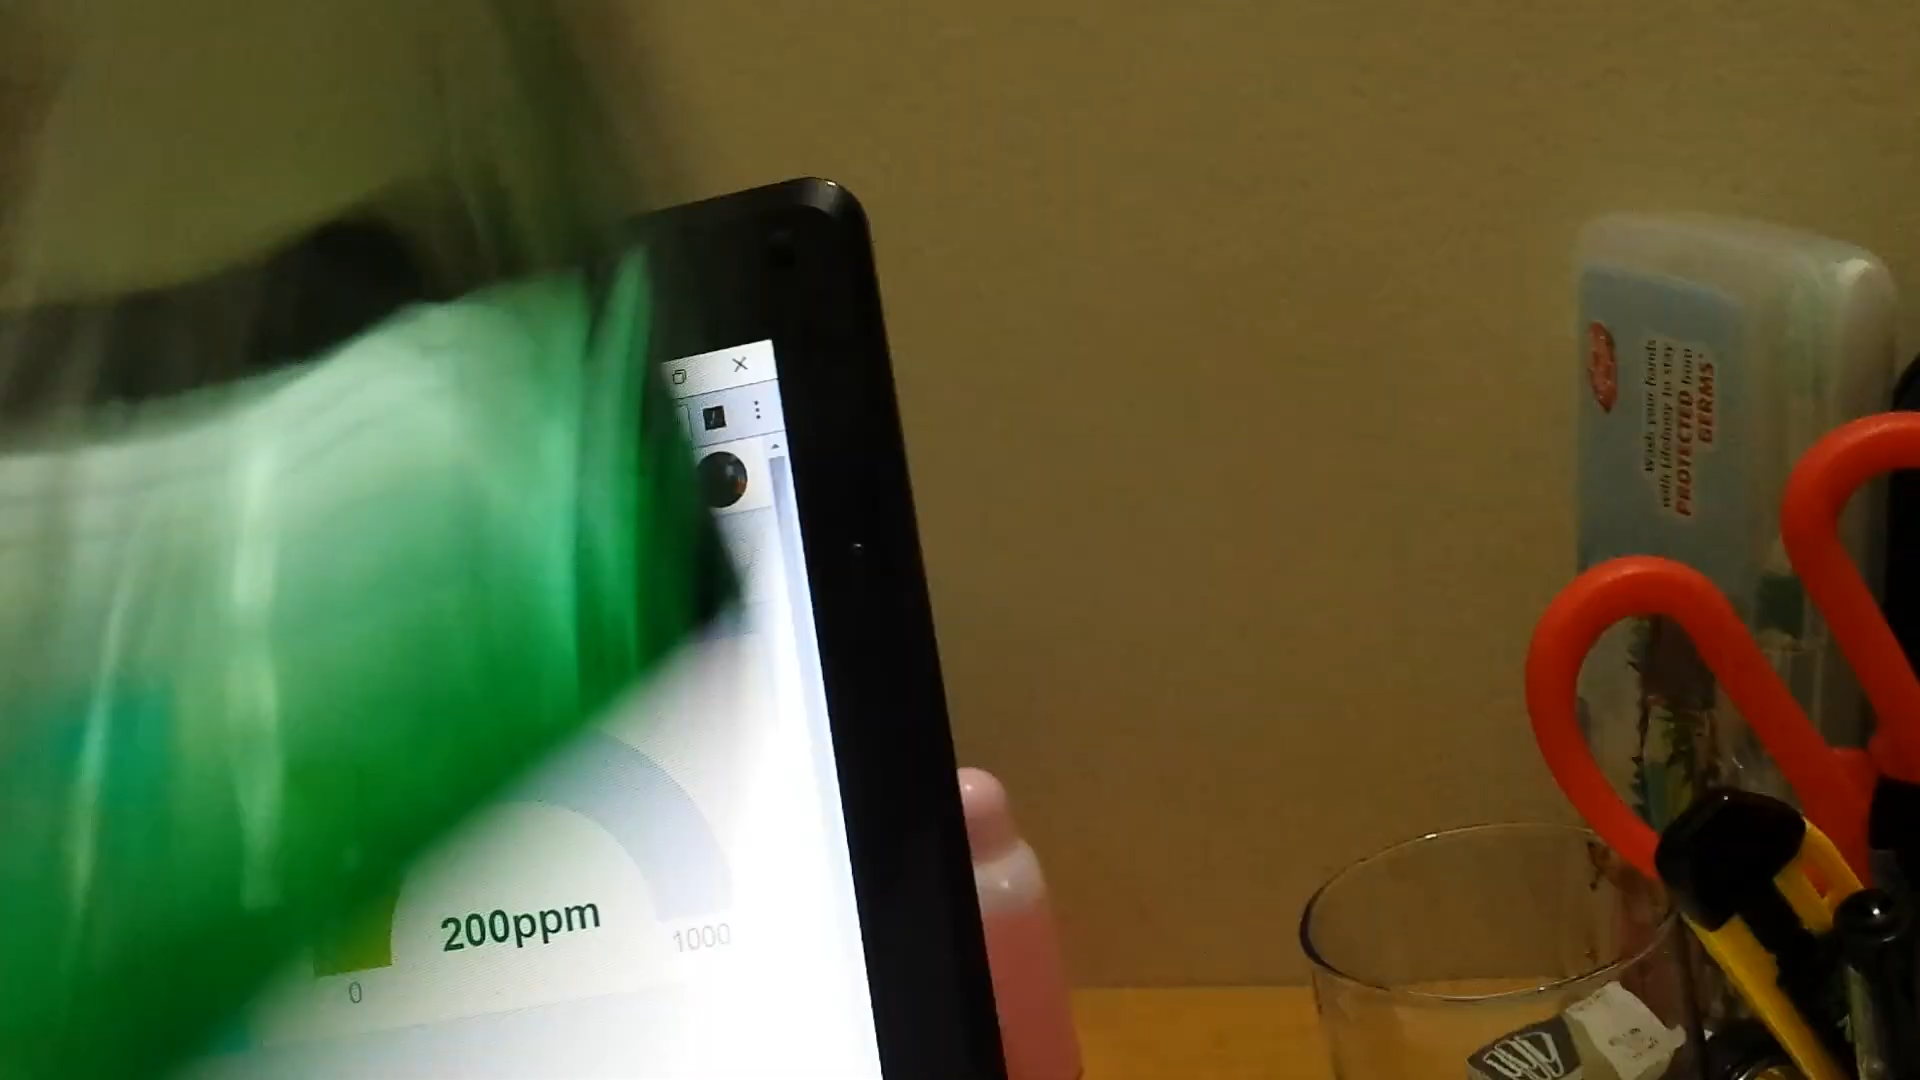 200ppm
0
1000
Wash your hands
with Lifebuoy to stay
PROTECTED from
GERMS*